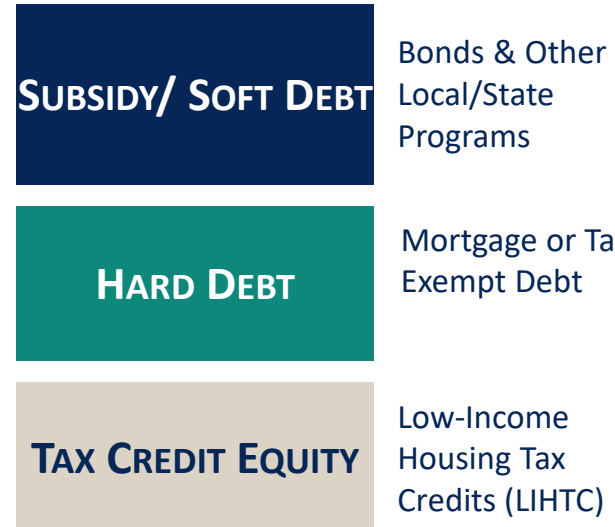 SUBSIDY/ SOFT DEBT
Bonds & Other
Local/State
Programs
HARD DEBT
Mortgage or
Exempt Debt
TAX CREDIT EQUITY
Low-Income
Housing Tax
Credits (LIHTC)